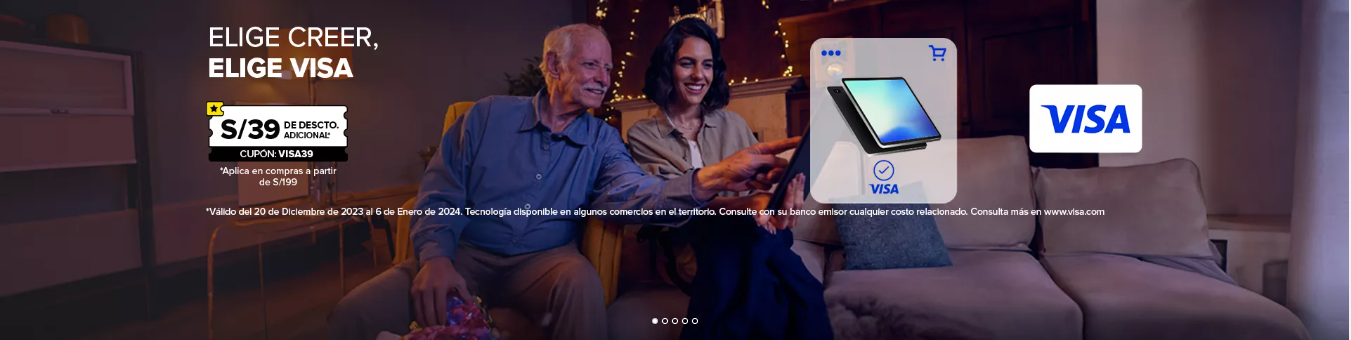 ELIGE CREER,
ELIGE VISA
S/39 DE DESCTO.
ADICIONAL*
CUPÓN: VISA39
*Aplica en compras a partir
de S/199
VISA
VISA
*Válido del 20 de Diciembre de 2023 al 6 de Enero de 2024. Tecnología disponible en algunos comercios en el territorio. Consulte con su banco emisor cualquier costo relacionado. Consulta más en www.visa.com